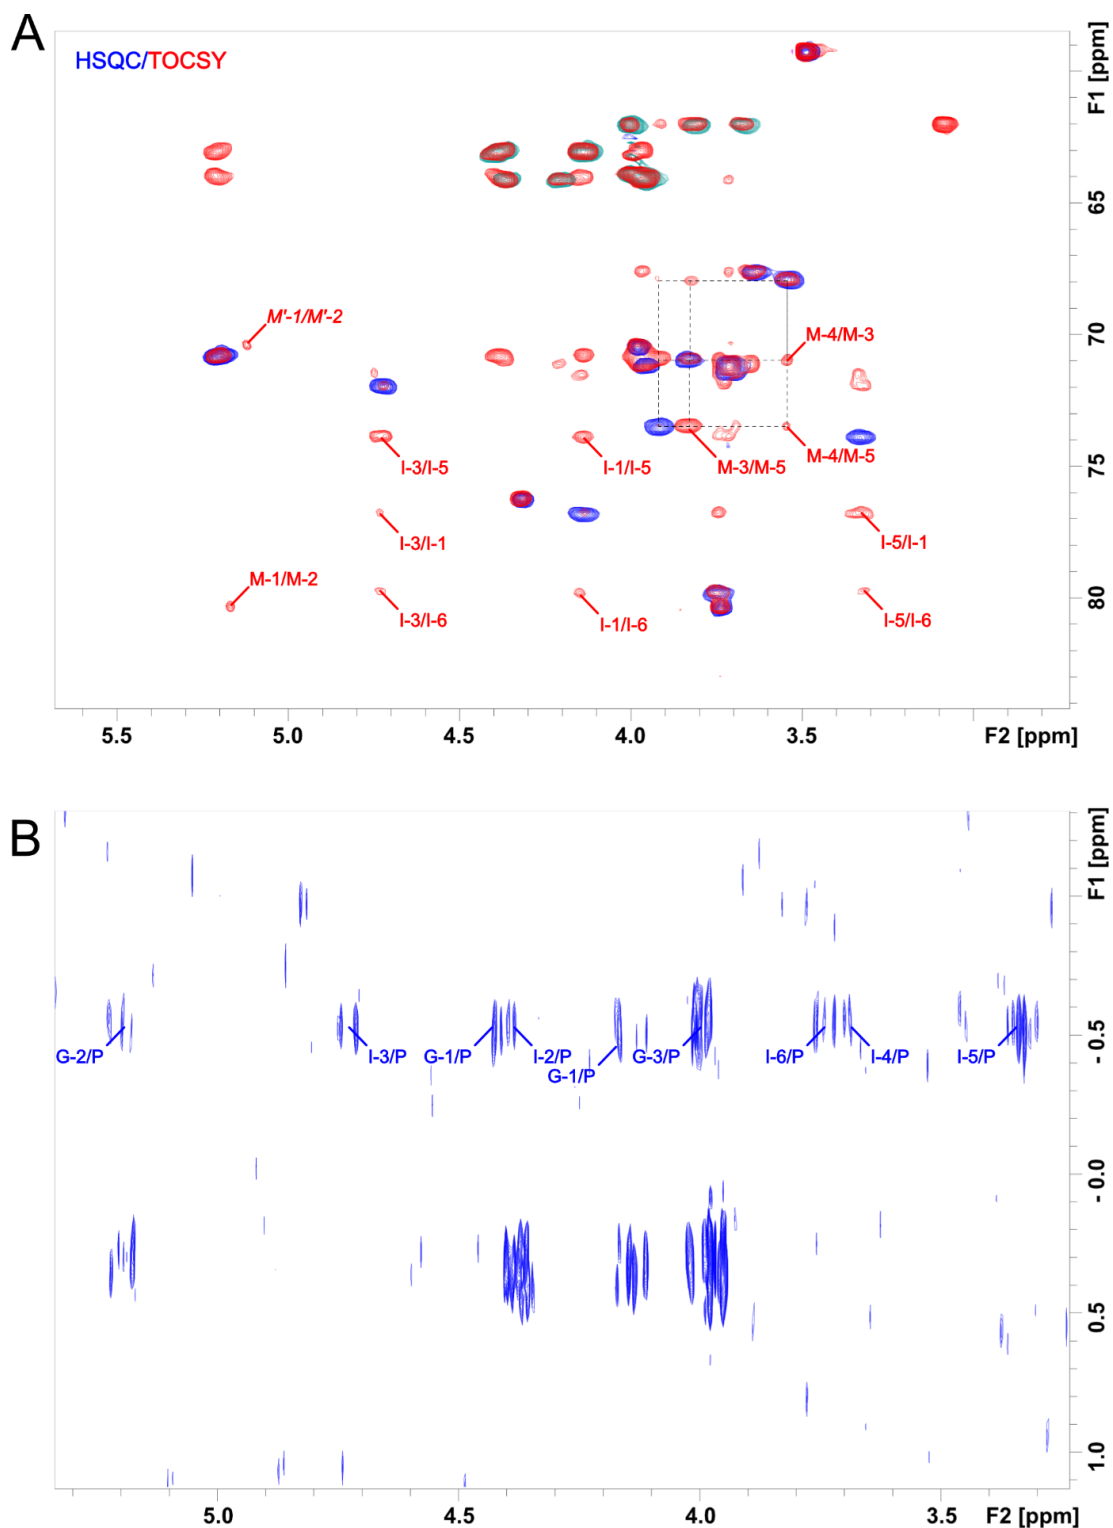 A
HSQC/TOCSY
F1 [ppm]
65
70
M'-1/M'-2
M-4/M-3
75
I-3/I-5
I-1/I-5
M-3/M-5
M-4/M-5
I-3/I-1
I-5/I-1
M-1/M-2
80
I-3/I-6
I-1/I-6
I-5/I-6
5.5
5.0
4.5
4.0
3.5
F2 [ppm]
B
F1 [ppm]
- 0.5
G-2/P
I-3/P
G-1/P
I-2/P
G-3/P
I-6/P
I-4/P
I-5/P
G-1/P
- 0.0
0.5
1.0
5.0
4.5
4.0
3.5
F2 [ppm]